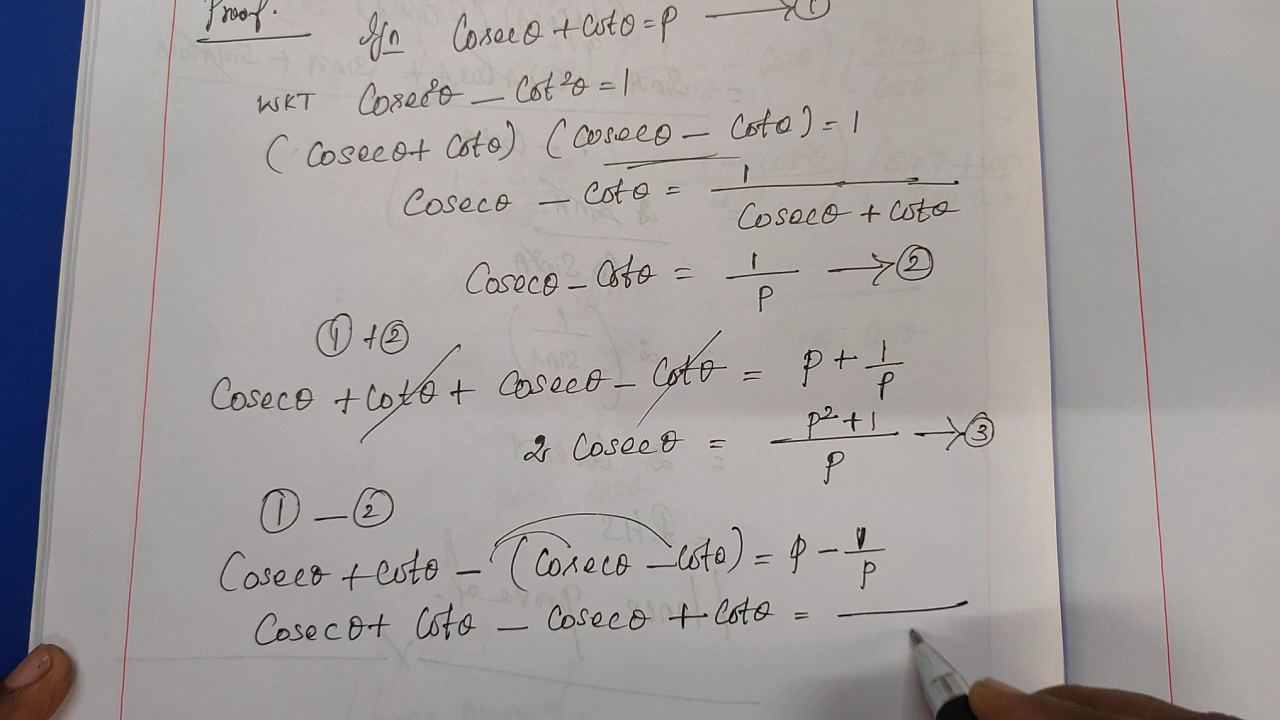 Proof.
G/n Cosecθ + Cotθ = P ⟶ ①
WKT Cosec²θ – Cot²θ = 1
(Cosecθ + Cotθ) (Cosecθ – Cotθ) = 1
Cosecθ – Cotθ = 1 / (Cosecθ + Cotθ)
Cosecθ – Cotθ = 1/P ⟶ ②
① + ②
Cosecθ + Cotθ + Cosecθ – Cotθ = P + 1/P
2 Cosecθ = (P² + 1)/P ⟶ ③
① – ②
Cosecθ + Cotθ – (Cosecθ – Cotθ) = P – 1/P
Cosecθ + Cotθ – Cosecθ + Cotθ =